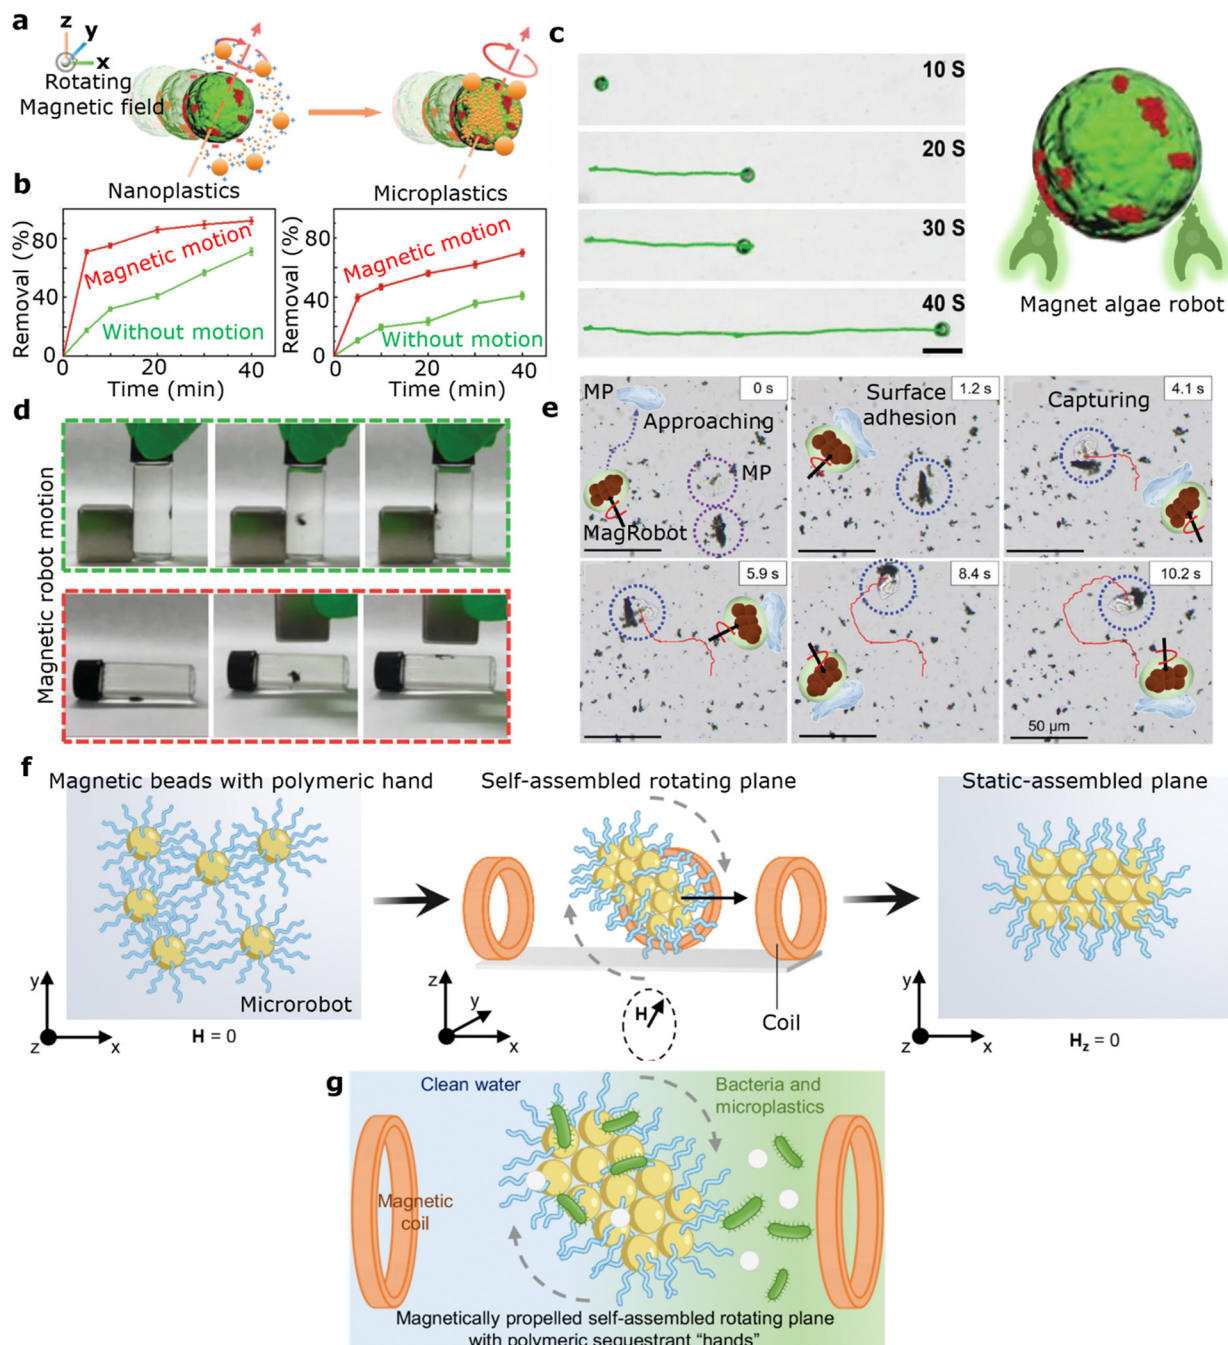 a
z
y
x
Rotating
Magnetic field
c
10 S
20 S
30 S
40 S
Magnet algae robot
b
Nanoplastics
Microplastics
Removal (%)
80
40
0
Magnetic motion
Without motion
0
20
40
Time (min)
Removal (%)
80
40
0
Magnetic motion
Without motion
0
20
40
Time (min)
d
Magnetic robot motion
e
MP
Approaching
0 s
MP
MagRobot
Surface
adhesion
1.2 s
Capturing
4.1 s
5.9 s
8.4 s
10.2 s
50 µm
f
Magnetic beads with polymeric hand
Self-assembled rotating plane
Static-assembled plane
Microrobot
y
z
x
H = 0
z
y
x
H
Coil
y
z
x
Hz = 0
g
Clean water
Bacteria and
microplastics
Magnetic
coil
Magnetically propelled self-assembled rotating plane
with polymeric sequestrant “hands”